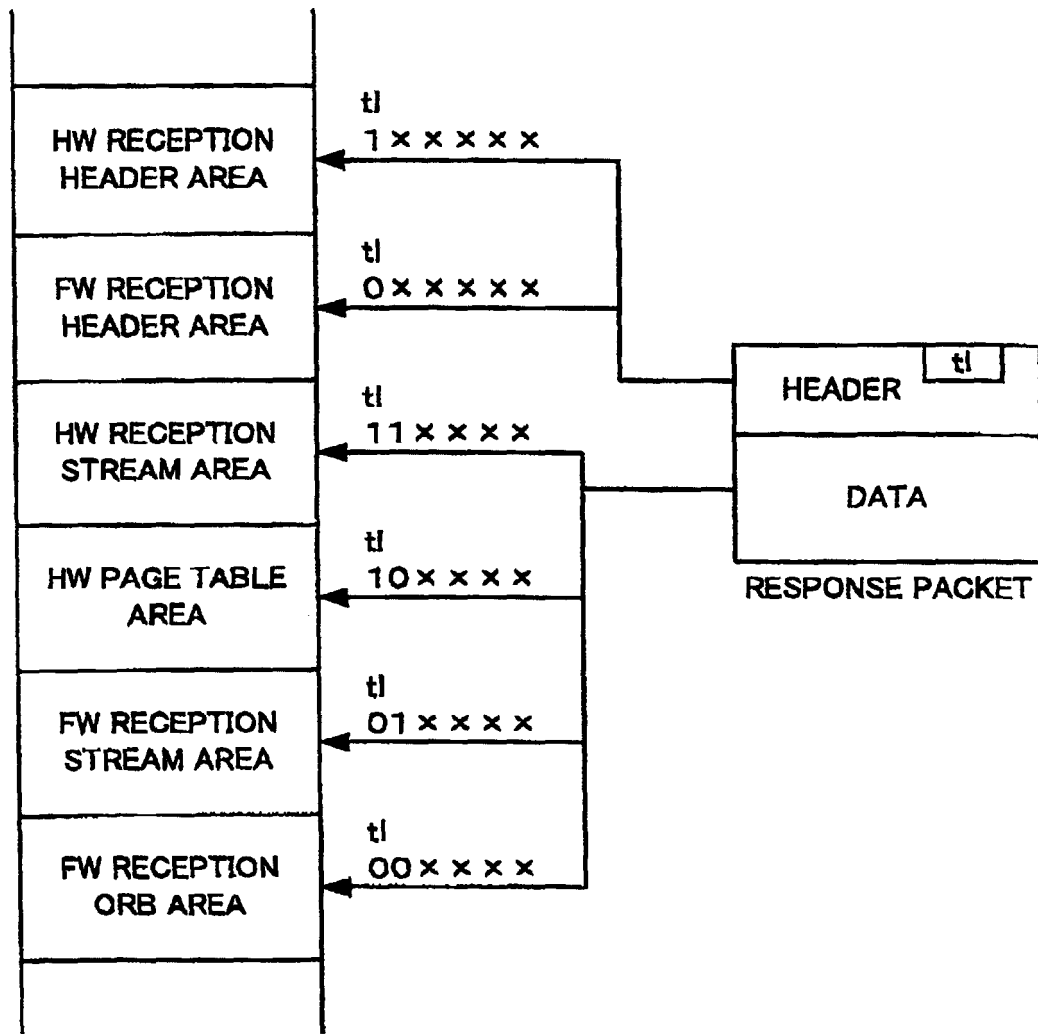 HW RECEPTION
HEADER AREA
tl
1×××××
FW RECEPTION
HEADER AREA
tl
0×××××
HW RECEPTION
STREAM AREA
tl
11××××
HW PAGE TABLE
AREA
tl
10××××
FW RECEPTION
STREAM AREA
tl
01××××
FW RECEPTION
ORB AREA
tl
00××××
HEADER
tl
DATA
RESPONSE PACKET